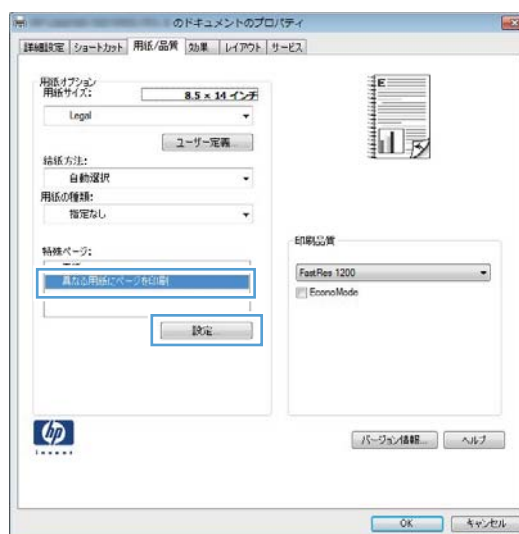 のドキュメントのプロパティ
詳細設定 ショートカット 用紙/品質 効果 レイアウト サービス
用紙オプション
用紙サイズ: 8.5 × 14 インチ
Legal
ユーザー定義...
給紙方法:
自動選択
用紙の種類:
指定なし
特殊ページ:
異なる用紙にページを印刷
設定...
E
印刷品質
FastRes 1200
EconoMode
hp
invent
バージョン情報... ヘルプ
OK キャンセル